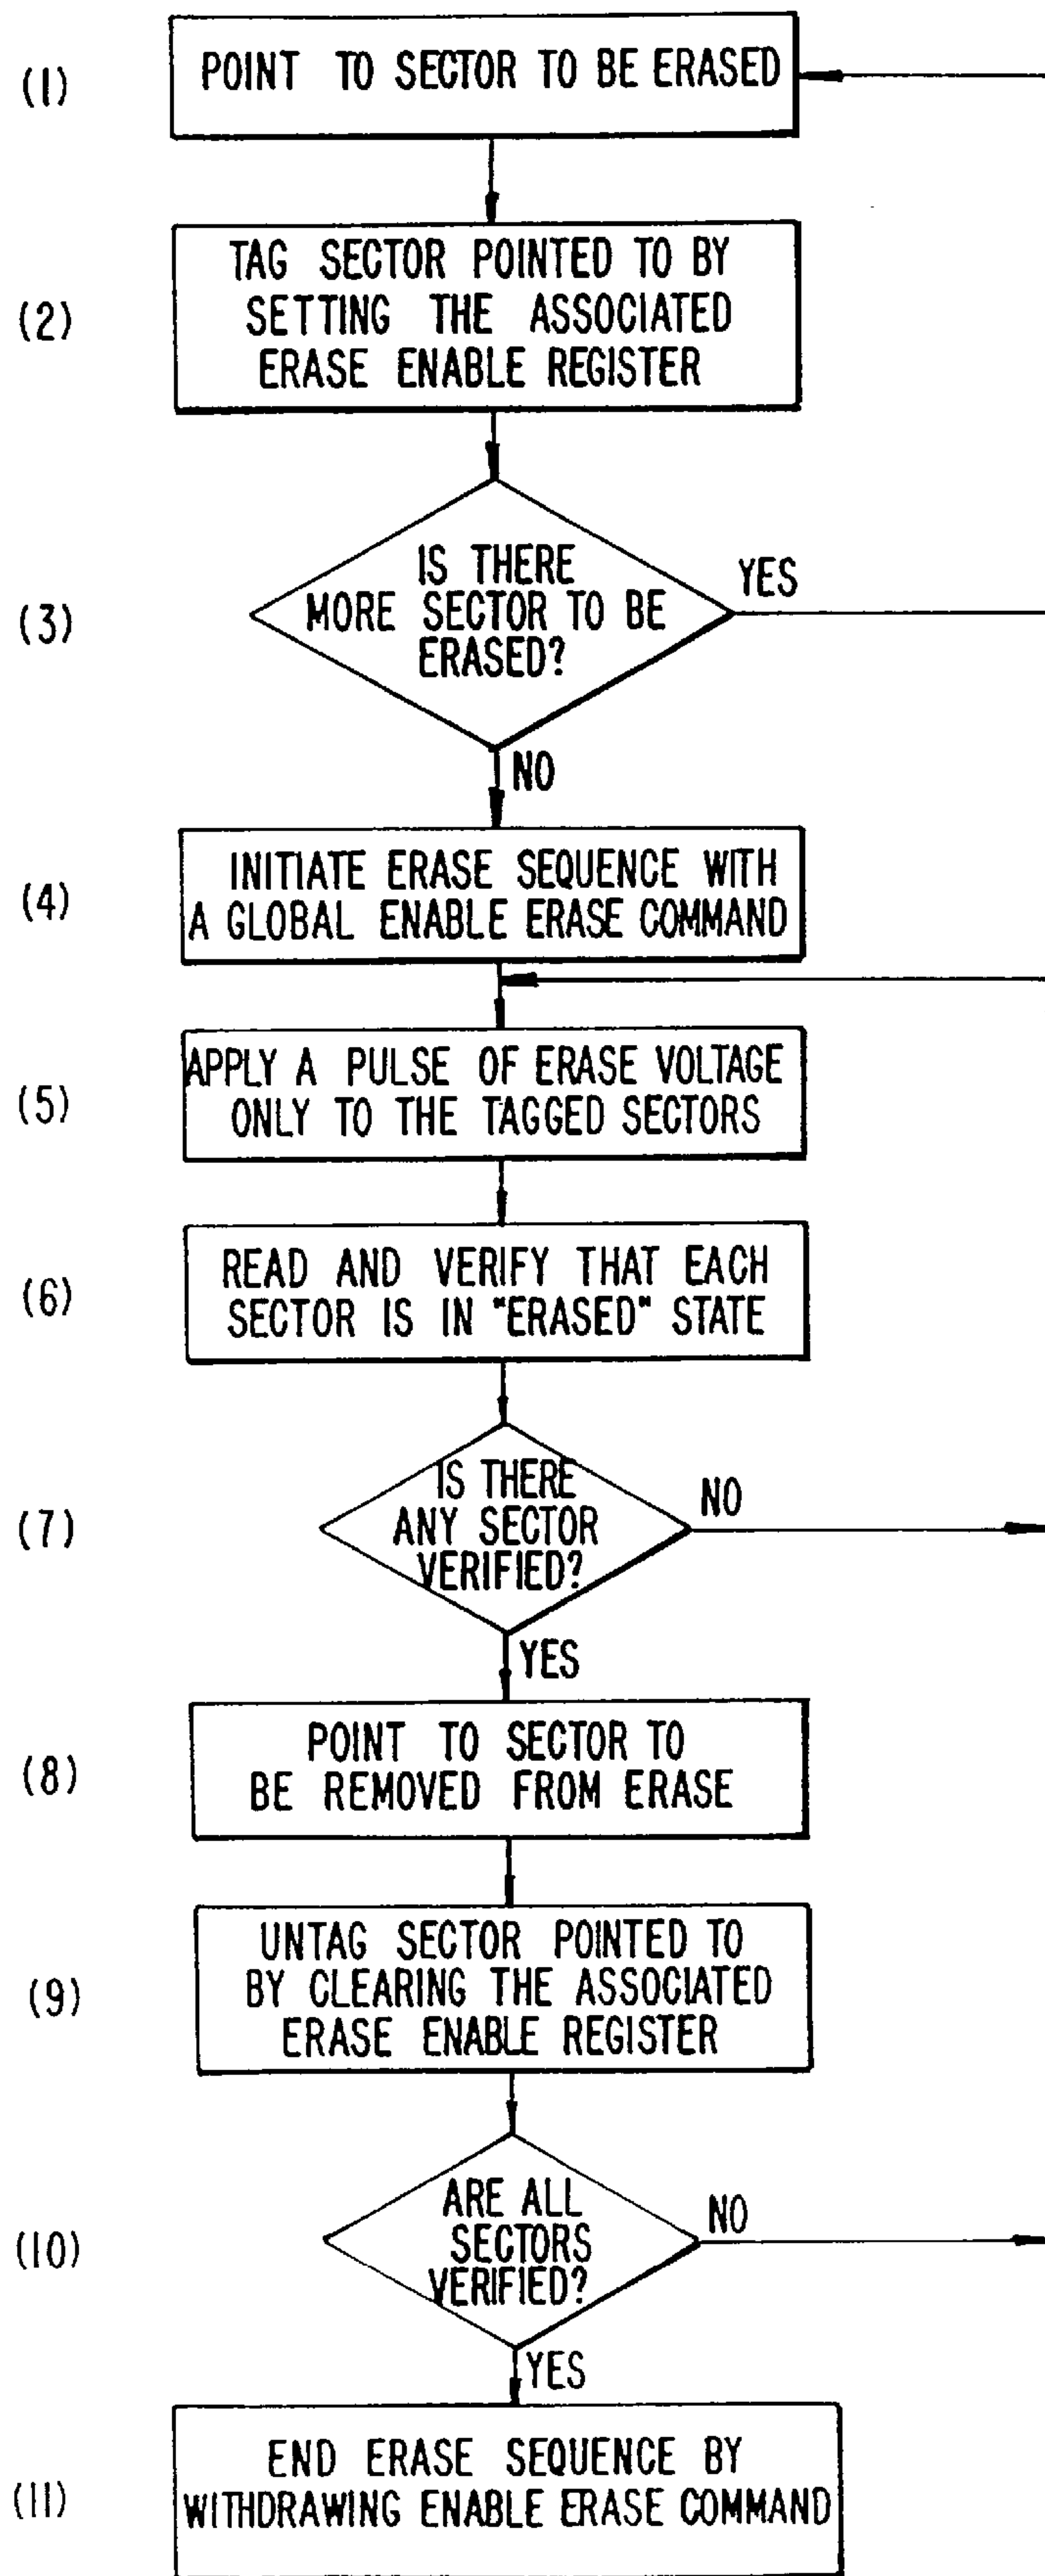 (1)
POINT TO SECTOR TO BE ERASED
(2)
TAG SECTOR POINTED TO BY
SETTING THE ASSOCIATED
ERASE ENABLE REGISTER
(3)
IS THERE
MORE SECTOR TO BE
ERASED?
YES
NO
(4)
INITIATE ERASE SEQUENCE WITH
A GLOBAL ENABLE ERASE COMMAND
(5)
APPLY A PULSE OF ERASE VOLTAGE
ONLY TO THE TAGGED SECTORS
(6)
READ AND VERIFY THAT EACH
SECTOR IS IN "ERASED" STATE
(7)
IS THERE
ANY SECTOR
VERIFIED?
NO
YES
(8)
POINT TO SECTOR TO
BE REMOVED FROM ERASE
(9)
UNTAG SECTOR POINTED TO
BY CLEARING THE ASSOCIATED
ERASE ENABLE REGISTER
(10)
ARE ALL
SECTORS
VERIFIED?
NO
YES
(11)
END ERASE SEQUENCE BY
WITHDRAWING ENABLE ERASE COMMAND